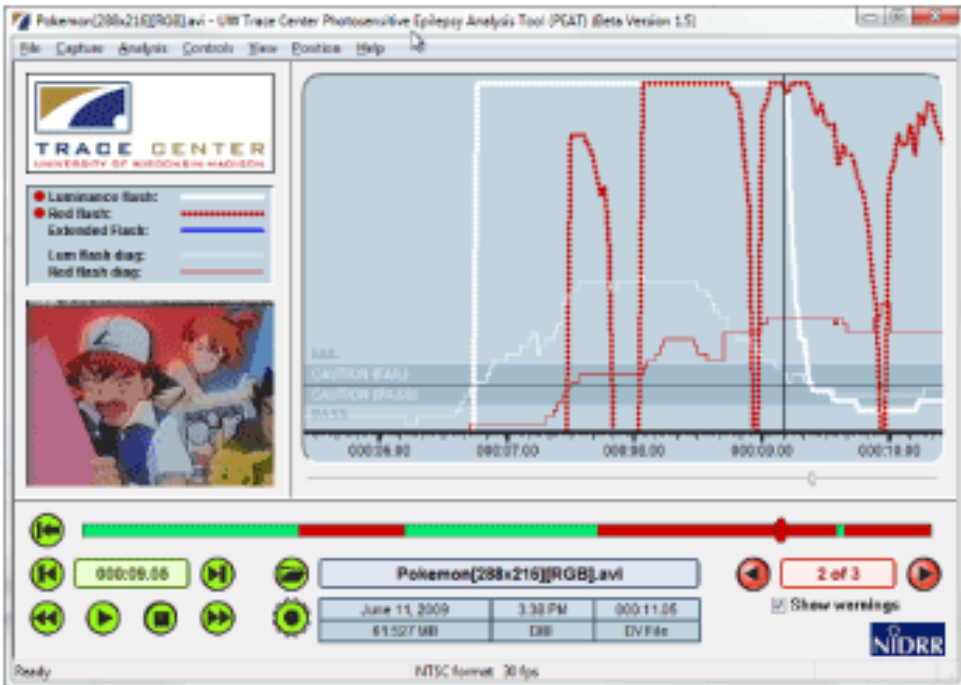 Pokemon[288x216][RGB].avi - UW Trace Center Photosensitive Epilepsy Analysis Tool (PEAT) (Beta Version 1.5)
File Capture Analysis Controls View Position Help
TRACE CENTER
UNIVERSITY OF WISCONSIN-MADISON
Luminance flash:
Red flash:
Extended Flash:
Lum flash diag:
Red flash diag:
FAIL
CAUTION (FAIL)
CAUTION (PASS)
PASS
000:06.00 000:07.00 000:08.00 000:09.00 000:10.00
000:09.06
Pokemon[288x216][RGB].avi
2 of 3
June 11, 2009 3:38 PM 000:11.05
61.527 MB DIB DV File
Show warnings
NIDRR
Ready NTSC format 30 fps